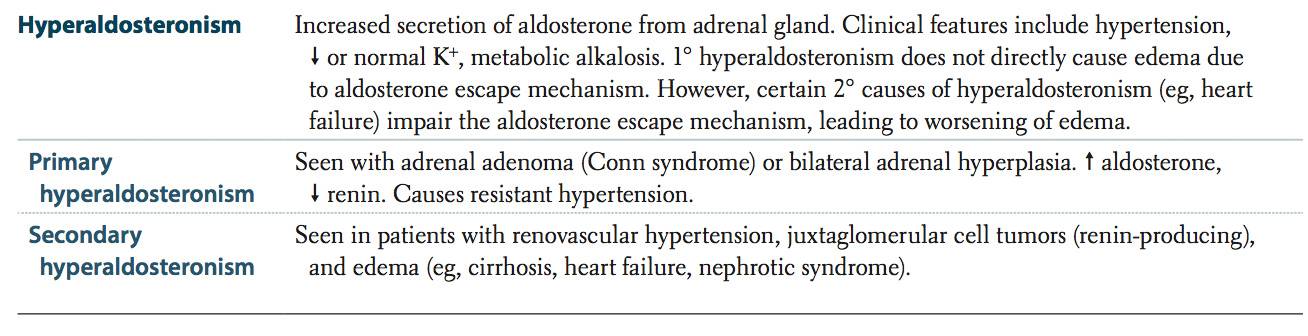 Hyperaldosteronism Increased secretion of aldosterone from adrenal gland. Clinical features include hypertension,
↓ or normal K⁺, metabolic alkalosis. 1° hyperaldosteronism does not directly cause edema due
to aldosterone escape mechanism. However, certain 2° causes of hyperaldosteronism (eg, heart
failure) impair the aldosterone escape mechanism, leading to worsening of edema.
Primary Seen with adrenal adenoma (Conn syndrome) or bilateral adrenal hyperplasia. ↑ aldosterone,
hyperaldosteronism ↓ renin. Causes resistant hypertension.
Secondary Seen in patients with renovascular hypertension, juxtaglomerular cell tumors (renin-producing),
hyperaldosteronism and edema (eg, cirrhosis, heart failure, nephrotic syndrome).